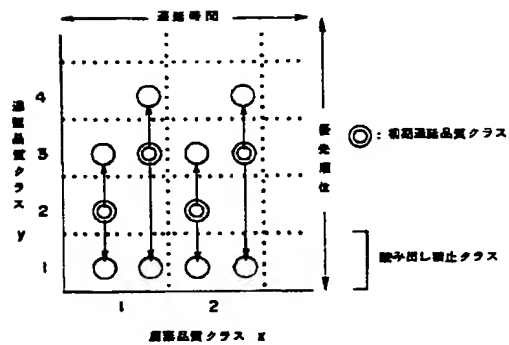 遅延時間
遅延品質クラス y
4
3
2
1
優先順位
◎: 初期遅延品質クラス
読み出し禁止クラス
1 2
廃棄品質クラス x